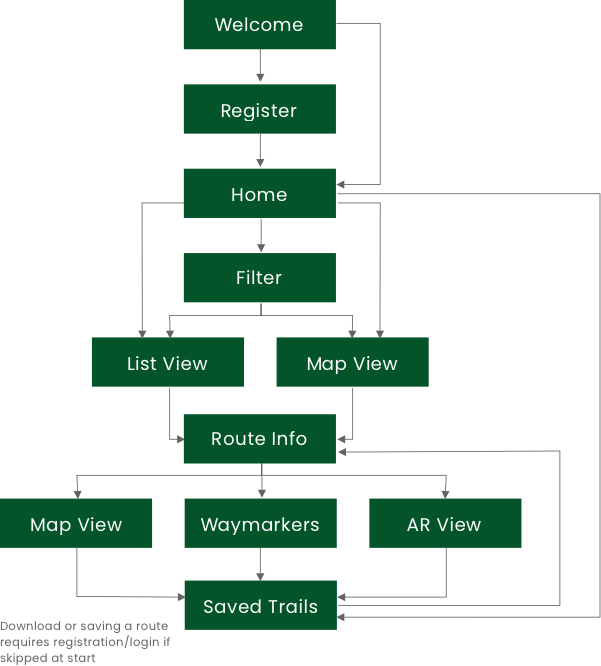 Welcome
Register
Home
Filter
List View
Map View
Route Info
Map View
Waymarkers
AR View
Saved Trails
Download or saving a route
requires registration/login if
skipped at start